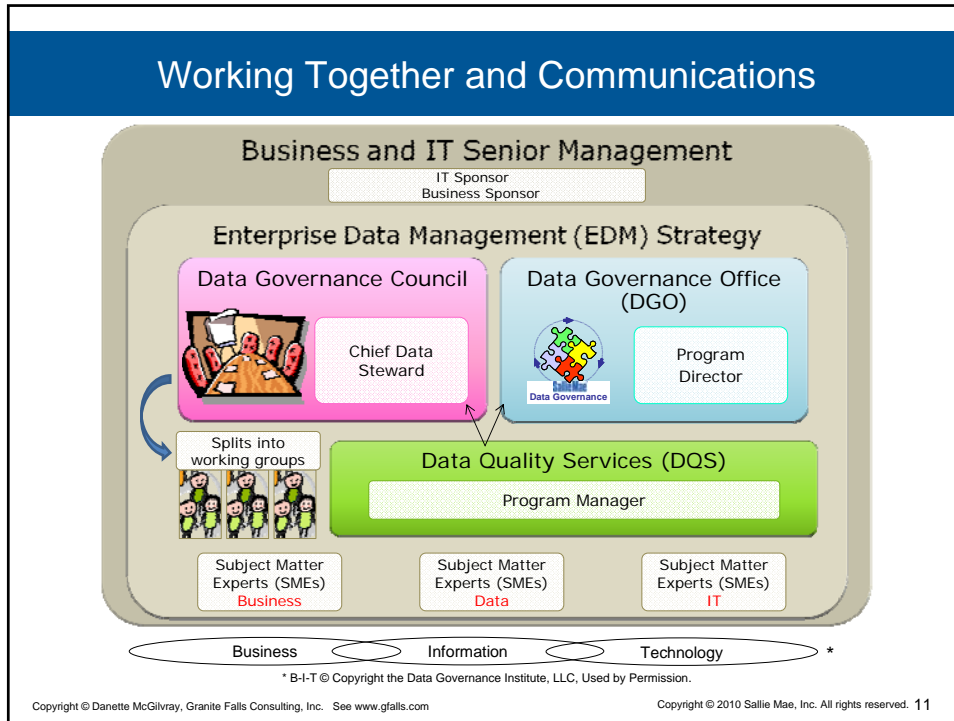 Working Together and Communications
Business and IT Senior Management
IT Sponsor
Business Sponsor
Enterprise Data Management (EDM) Strategy
Data Governance Council
Chief Data
Steward
Data Governance Office
(DGO)
Sallie Mae
Data Governance
Program
Director
Splits into
working groups
Data Quality Services (DQS)
Program Manager
Subject Matter
Experts (SMEs)
Business
Subject Matter
Experts (SMEs)
Data
Subject Matter
Experts (SMEs)
IT
Business
Information
Technology
*
* B-I-T © Copyright the Data Governance Institute, LLC, Used by Permission.
Copyright © Danette McGilvray, Granite Falls Consulting, Inc. See www.gfalls.com
Copyright © 2010 Sallie Mae, Inc. All rights reserved. 11